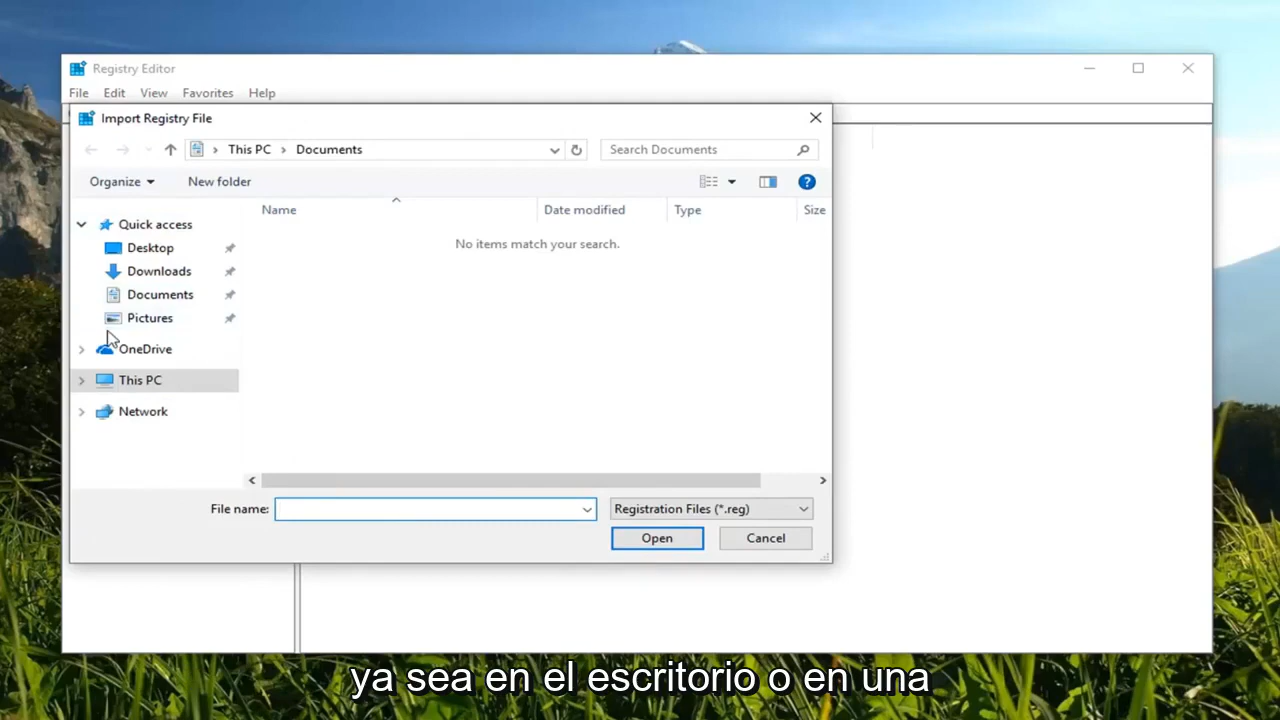 Registry Editor
File Edit View Favorites Help
Import Registry File
This PC Documents
Search Documents
Organize New folder
Name Date modified Type Size
Quick access
No items match your search.
Desktop
Downloads
Documents
Pictures
OneDrive
This PC
Network
File name: Registration Files (*.reg)
Open Cancel
ya sea en el escritorio o en una